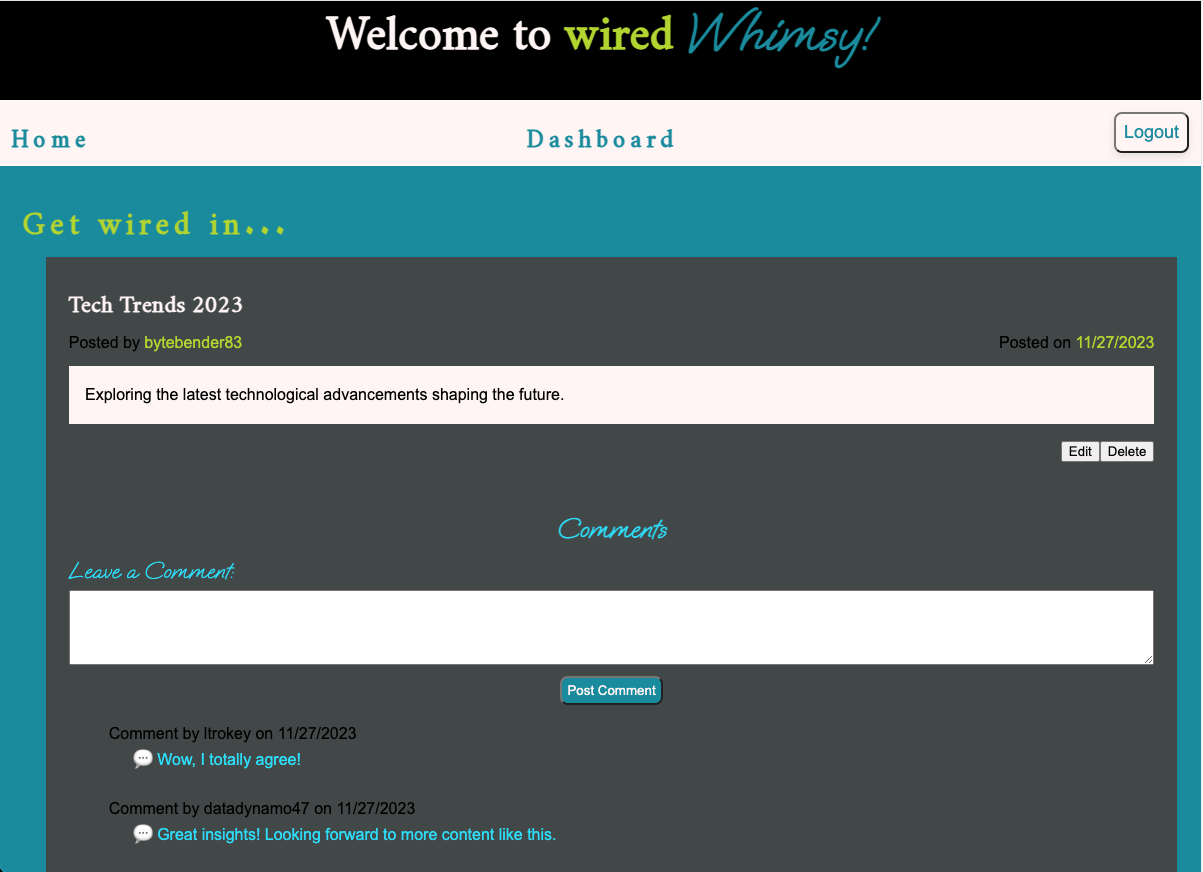 Welcome to wired Whimsy!
Home Dashboard Logout
Get wired in...
Tech Trends 2023
Posted by bytebender83 Posted on 11/27/2023
Exploring the latest technological advancements shaping the future.
Edit Delete
Comments
Leave a Comment:
Post Comment
Comment by ltrokey on 11/27/2023
💬 Wow, I totally agree!
Comment by datadynamo47 on 11/27/2023
💬 Great insights! Looking forward to more content like this.